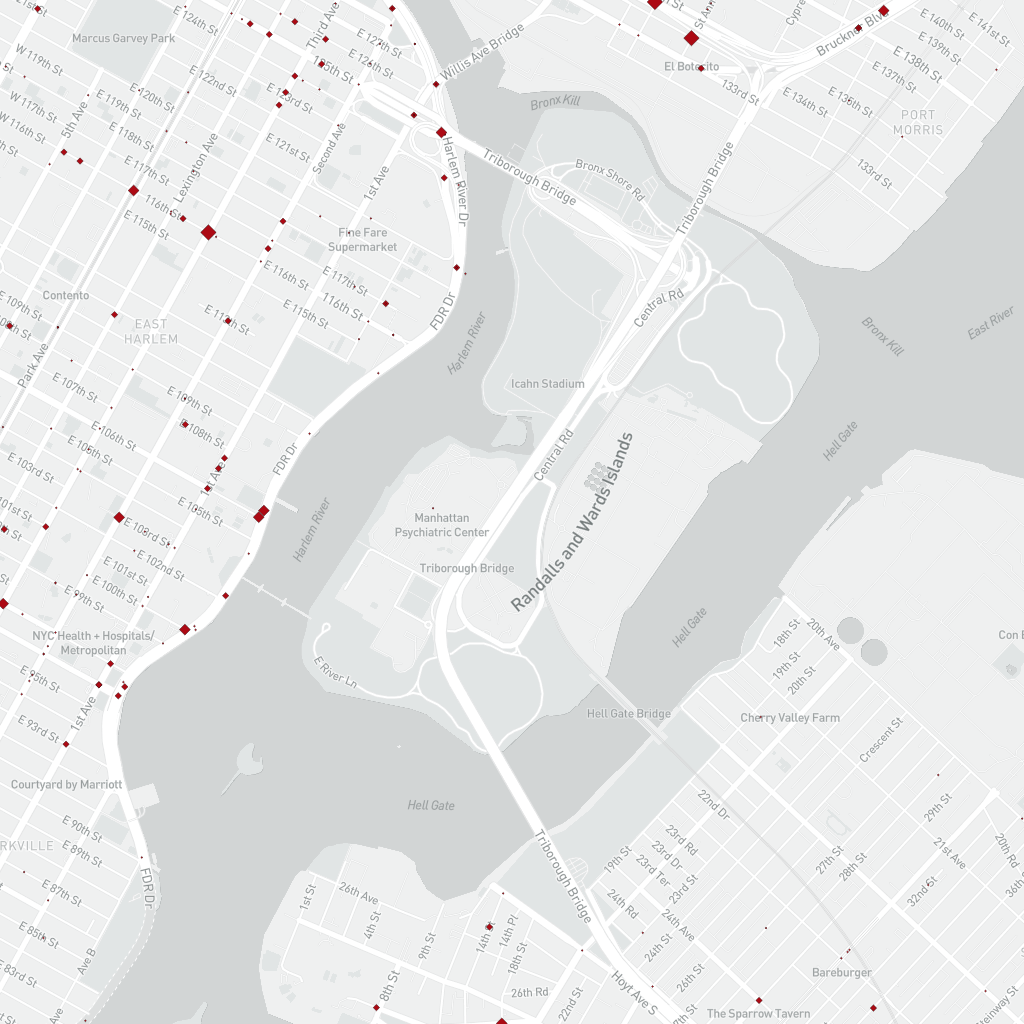 E 121st St
Marcus Garvey Park
E 124th St
Third Ave
E 127th St
E 126th St
125th St
Willis Ave Bridge
St Ann
Cypre
Bruckner Blvd
E 140th St
E 141st St
E 139th St
E 138th St
E 137th St
El Botecito
133rd St
E 134th St
E 136th St
PORT
MORRIS
133rd St
W 119th St
E 122nd St
E 120th St
E 123rd St
W 117th St
W 116th St
5th Ave
E 119th St
E 118th St
E 117th St
Lexington Ave
E 121st St
Second Ave
1st Ave
Harlem River Dr
Bronx Kill
Triborough Bridge
Bronx Shore Rd
Triborough Bridge
116th St
E 115th St
Fine Fare
Supermarket
E 117th St
E 116th St
116th St
E 115th St
FDR Dr
Harlem River
Central Rd
Bronx Kill
East River
Contento
E 109th St
EAST
HARLEM
E 112th St
Park Ave
E 107th St
E 109th St
E 108th St
E 106th St
E 105th St
E 103rd St
1st Ave
FDR Dr
Icahn Stadium
Central Rd
Hell Gate
Randalls and Wards Islands
E 105th St
E 103rd St
E 102nd St
E 101st St
E 100th St
E 99th St
Harlem River
Manhattan
Psychiatric Center
Triborough Bridge
Hell Gate
NYC Health + Hospitals/
Metropolitan
E 95th St
1st Ave
E 93rd St
E River Ln
18th St
20th Ave
19th St
20th St
Con E
Hell Gate Bridge
Cherry Valley Farm
Crescent St
Courtyard by Marriott
Hell Gate
22nd Dr
E 90th St
E 89th St
RKVILLE
E 87th St
FDR Dr
E 85th St
E 83rd St
Ave B
Triborough Bridge
19th St
23rd Rd
23rd Dr
23rd Ter
23rd St
24th Rd
24th Ave
24th St
26th St
27th St
28th St
29th St
21st Ave
20th Rd
32nd St
36th S
1st St
26th Ave
4th St
9th St
8th St
14th St
14th Pl
18th St
26th Rd
22nd St
Hoyt Ave S
Bareburger
The Sparrow Tavern